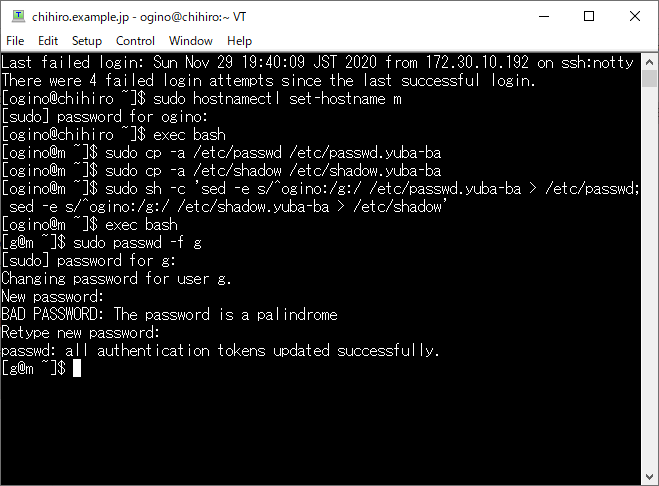 chihiro.example.jp - ogino@chihiro:~ VT
File Edit Setup Control Window Help
Last failed login: Sun Nov 29 19:40:09 JST 2020 from 172.30.10.192 on ssh:notty
There were 4 failed login attempts since the last successful login.
[ogino@chihiro ~]$ sudo hostnamectl set-hostname m
[sudo] password for ogino:
[ogino@chihiro ~]$ exec bash
[ogino@m ~]$ sudo cp -a /etc/passwd /etc/passwd.yuba-ba
[ogino@m ~]$ sudo cp -a /etc/shadow /etc/shadow.yuba-ba
[ogino@m ~]$ sudo sh -c 'sed -e s/^ogino:/g:/ /etc/passwd.yuba-ba > /etc/passwd;
 sed -e s/^ogino:/g:/ /etc/shadow.yuba-ba > /etc/shadow'
[ogino@m ~]$ exec bash
[g@m ~]$ sudo passwd -f g
[sudo] password for g:
Changing password for user g.
New password:
BAD PASSWORD: The password is a palindrome
Retype new password:
passwd: all authentication tokens updated successfully.
[g@m ~]$